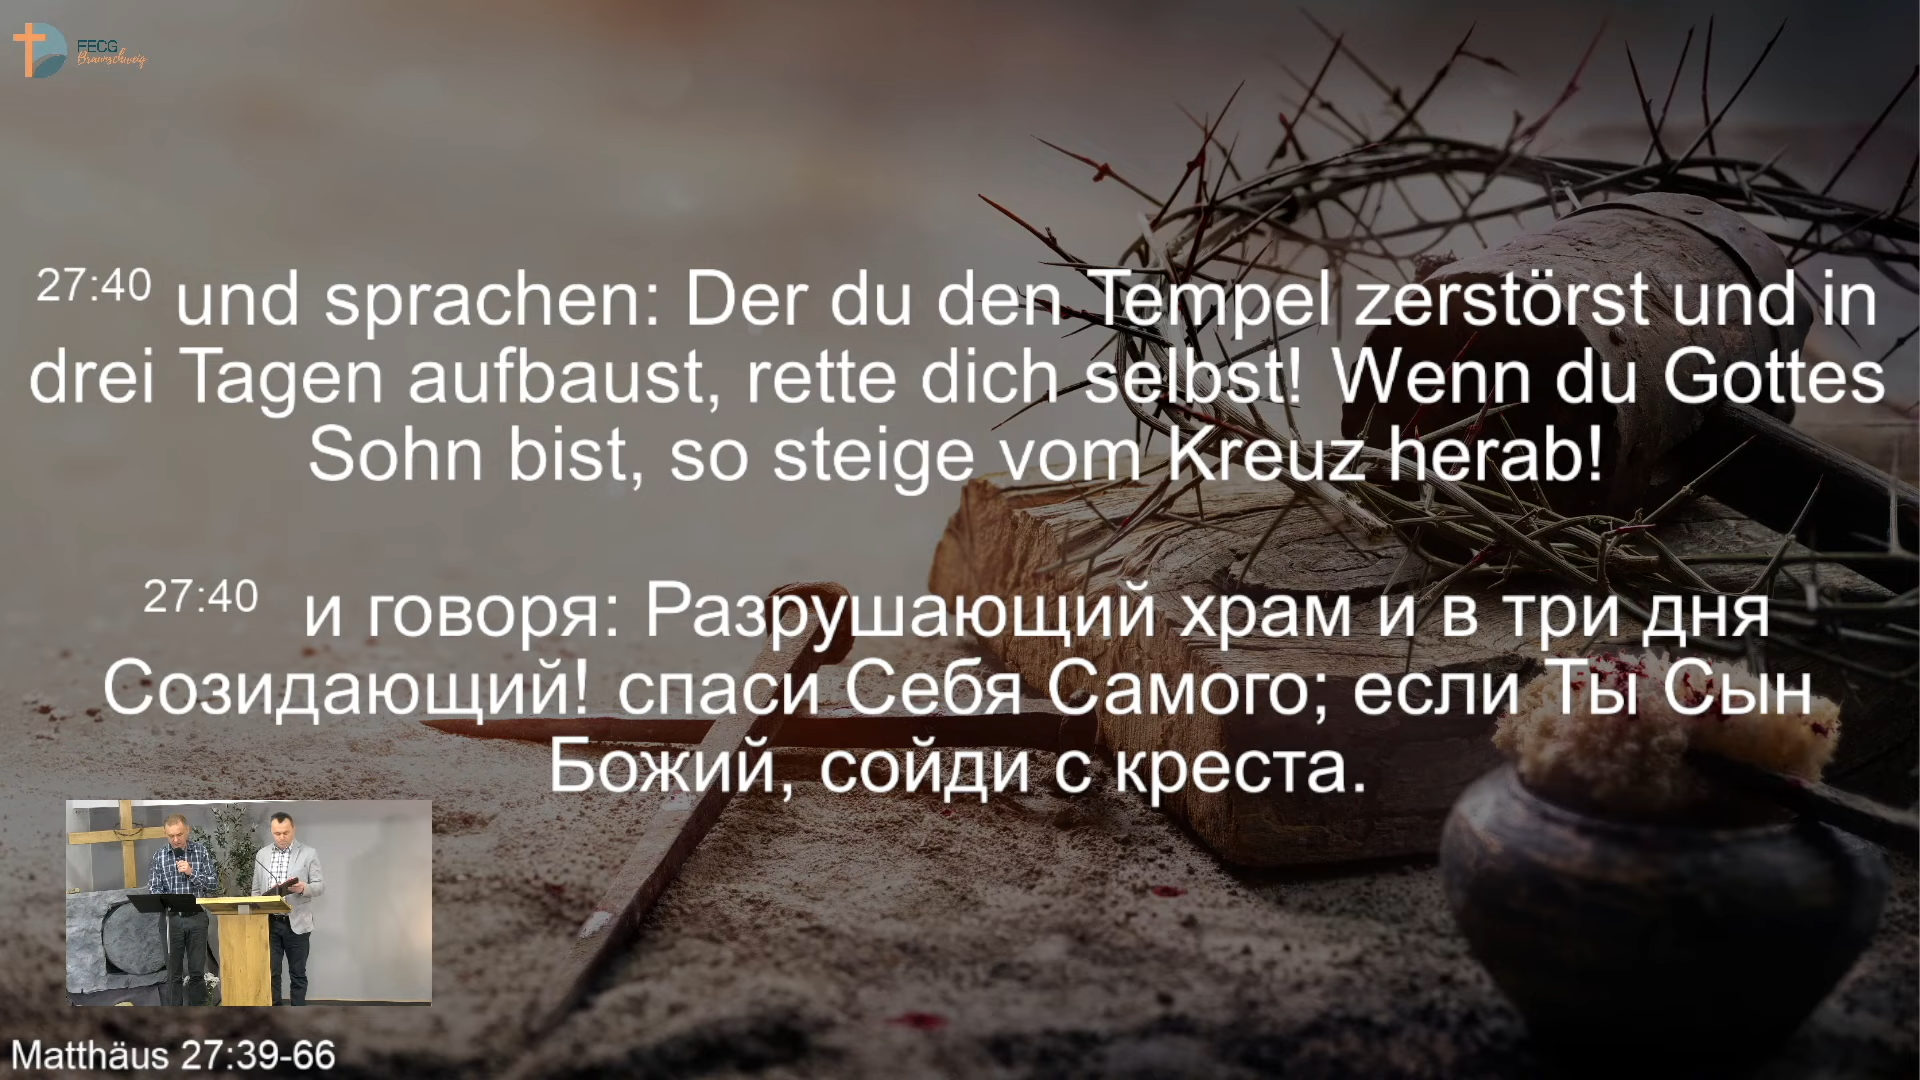 FECG
Braunschweig
27:40 und sprachen: Der du den Tempel zerstörst und in
drei Tagen aufbaust, rette dich selbst! Wenn du Gottes
Sohn bist, so steige vom Kreuz herab!
27:40 и говоря: Разрушающий храм и в три дня
Созидающий! спаси Себя Самого; если Ты Сын
Божий, сойди с креста.
Matthäus 27:39-66